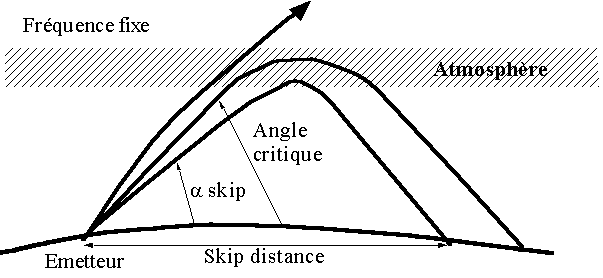 Fréquence fixe
Atmosphère
Angle
critique
α skip
Skip distance
Emetteur